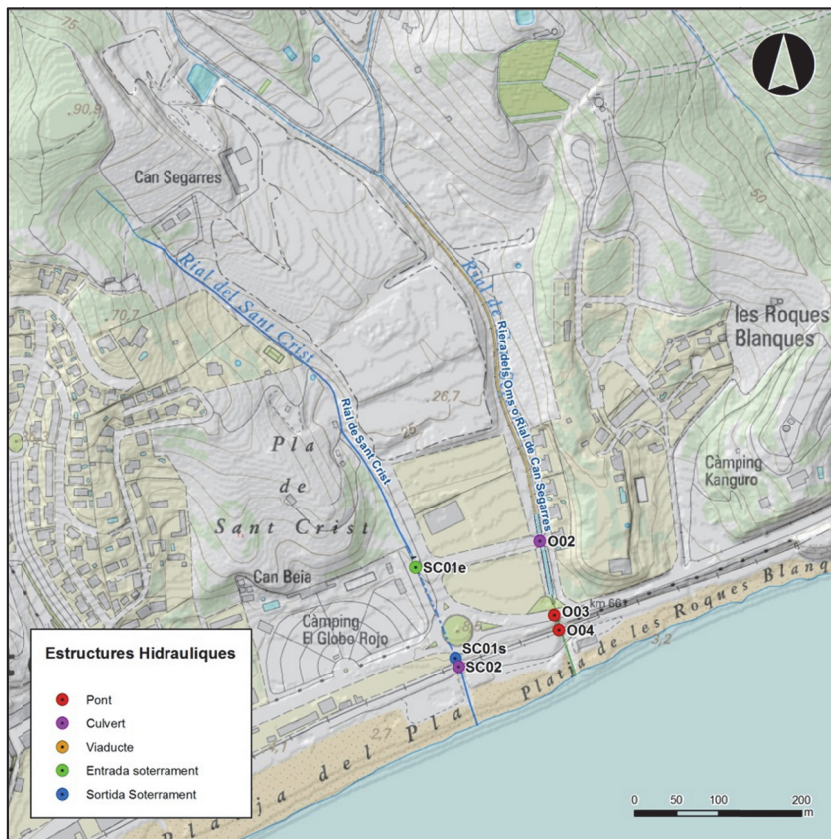 75
90,9
Can Segarres
50
Rial del Sant Crist
70,7
Rial de
Riera dels Oms o Rial de Can Segarres
les Roques
Blanques
26,7
Rial de Sant Crist
Pla
de
Sant Crist
Càmping
Kanguro
O02
SC01e
Can Beia
km 661
O03
O04
Càmping
El Globo Rojo
8,5
SC01s
SC02
3,2
Platja de les Roques Blanq
2,7
Platja del Pla
Estructures Hidrauliques
Pont
Culvert
Viaducte
Entrada soterrament
Sortida Soterrament
0 50 100 200
m